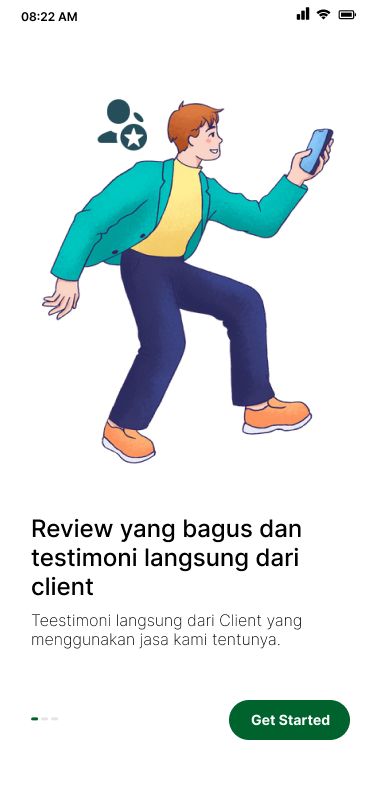 08:22 AM
Review yang bagus dan
testimoni langsung dari
client
Teestimoni langsung dari Client yang
menggunakan jasa kami tentunya.
Get Started